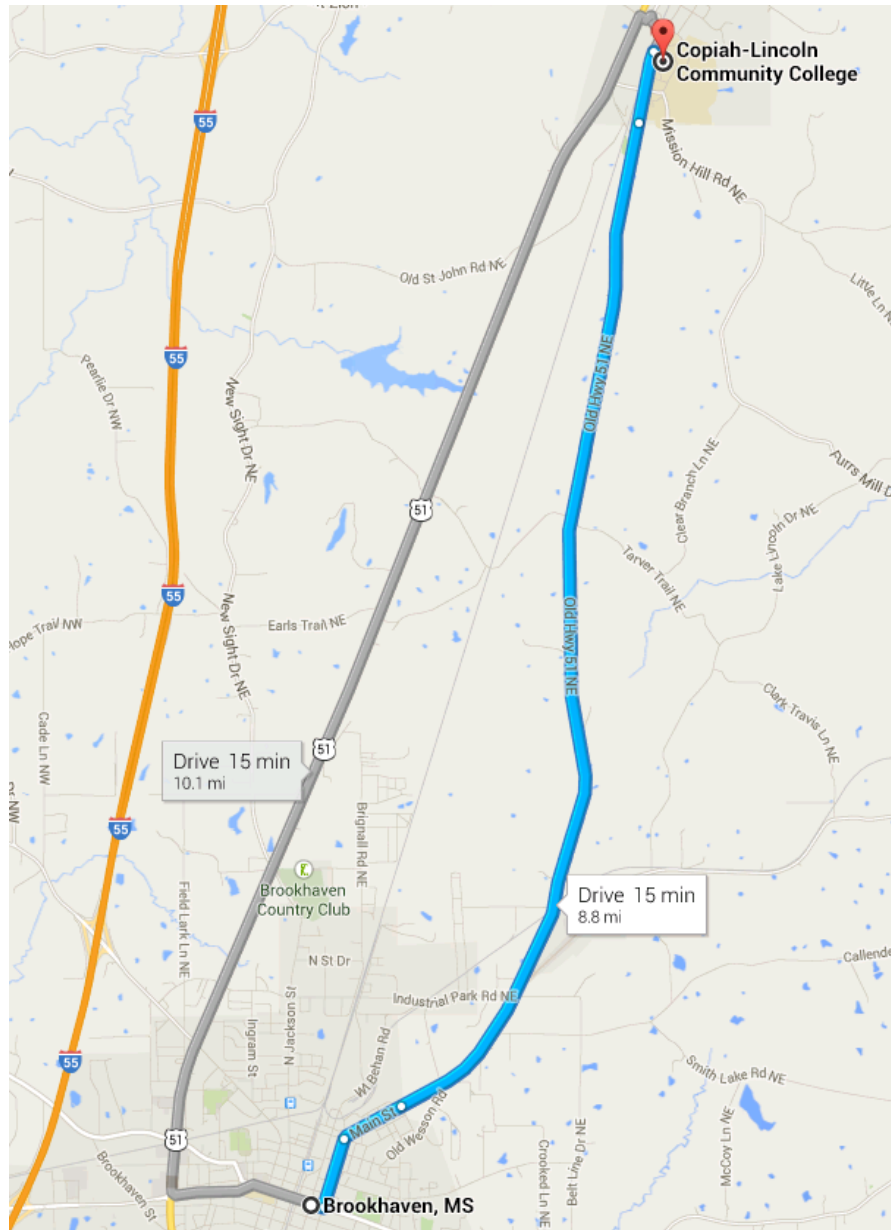 t Zion
Copiah-Lincoln
Community College
55
Mission Hill Rd NE
Old St John Rd NE
Little Ln N
55
Pearlie Dr NW
New Sight Dr NE
Old Hwy 51 NE
Clear Branch Ln NE
Furrs Mill D
51
Lake Lincoln Dr NE
Tarver Trail NE
55
Hope Trail NW
New Sight Dr NE
Earls Trail NE
Old Hwy 51 NE
Clark Travis Ln NE
Cade Ln NW
Dr NW
51
Drive 15 min
10.1 mi
55
Brignall Rd NE
Brookhaven
Country Club
Field Lark Ln NE
Drive 15 min
8.8 mi
N St Dr
Callende
Industrial Park Rd NE
N Jackson St
Ingram St
55
Wt Behan Rd
Smith Lake Rd NE
Main St
Old Wesson Rd
51
Brookhaven St
Crooked Ln NE
Belt Line Dr NE
McCoy Ln NE
Brookhaven, MS